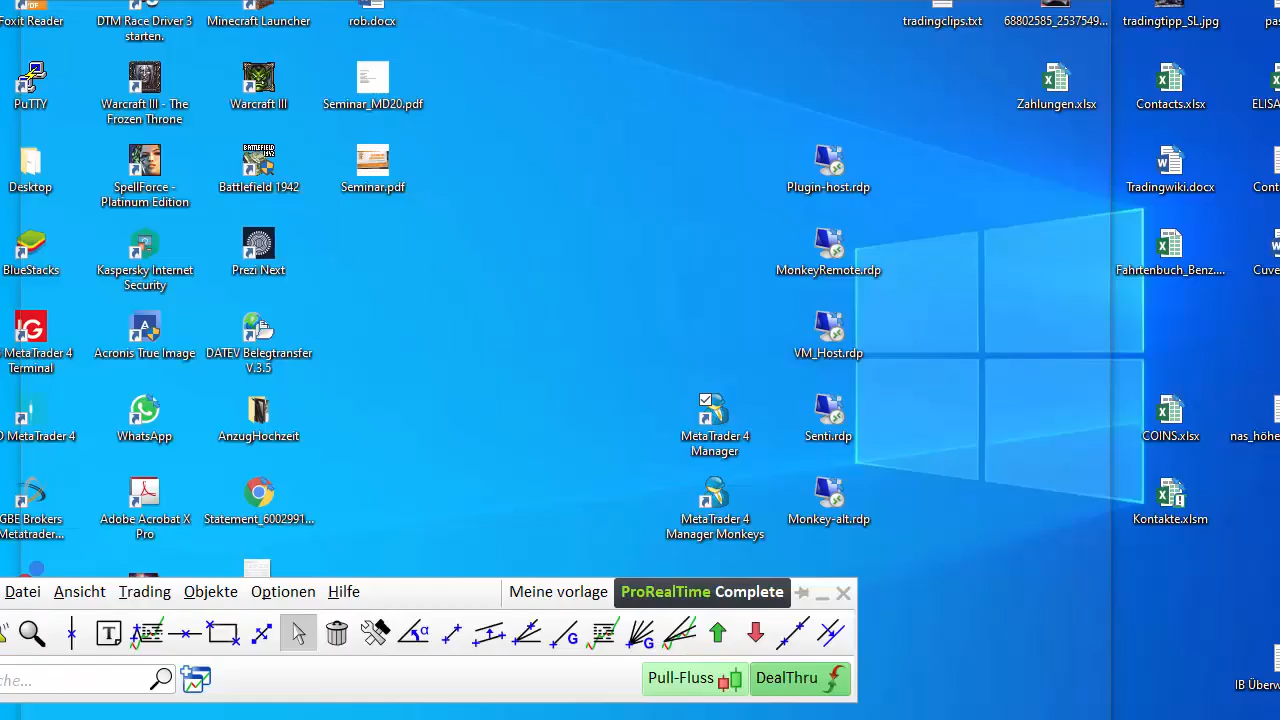 Foxit Reader
DTM Race Driver 3
starten.
Minecraft Launcher
rob.docx
tradingclips.txt
68802585_2537549...
tradingtipp_SL.jpg
PuTTY
Warcraft III - The
Frozen Throne
Warcraft III
Seminar_MD20.pdf
Zahlungen.xlsx
Contacts.xlsx
Desktop
SpellForce -
Platinum Edition
BATTLEFIELD
1942
Battlefield 1942
Seminar.pdf
Plugin-host.rdp
Tradingwiki.docx
BlueStacks
Kaspersky Internet
Security
Prezi Next
MonkeyRemote.rdp
Fahrtenbuch_Benz....
IG
MetaTrader 4
Terminal
Acronis True Image
DATEV Belegtransfer
V.3.5
VM_Host.rdp
MetaTrader 4
WhatsApp
AnzugHochzeit
MetaTrader 4
Manager
Senti.rdp
COINS.xlsx
GBE Brokers
Metatrader...
Adobe Acrobat X
Pro
Statement_6002991...
MetaTrader 4
Manager Monkeys
Monkey-alt.rdp
Kontakte.xlsm
Datei Ansicht Trading Objekte Optionen Hilfe
Meine vorlage
ProRealTime Complete
Pull-Fluss
DealThru